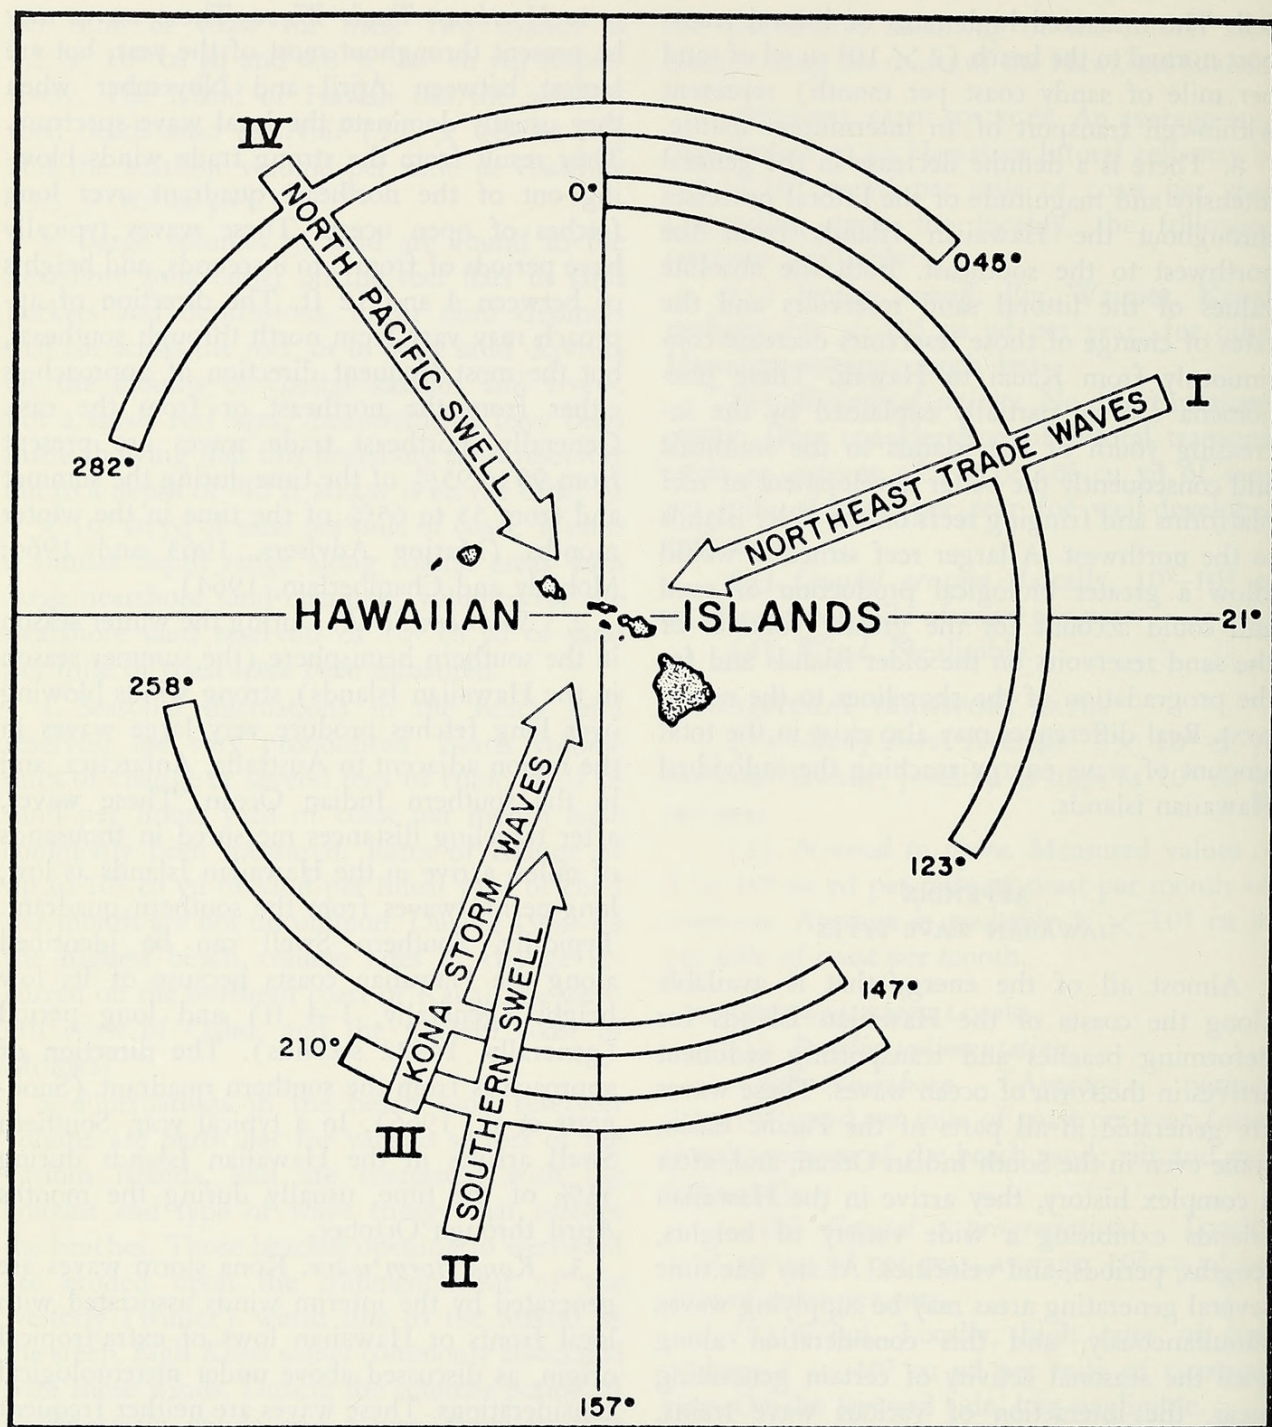 IV
NORTH PACIFIC SWELL
0°
045°
282°
I
NORTHEAST TRADE WAVES
HAWAIIAN ISLANDS
21°
258°
123°
KONA STORM WAVES
147°
210°
SOUTHERN SWELL
III
II
157°